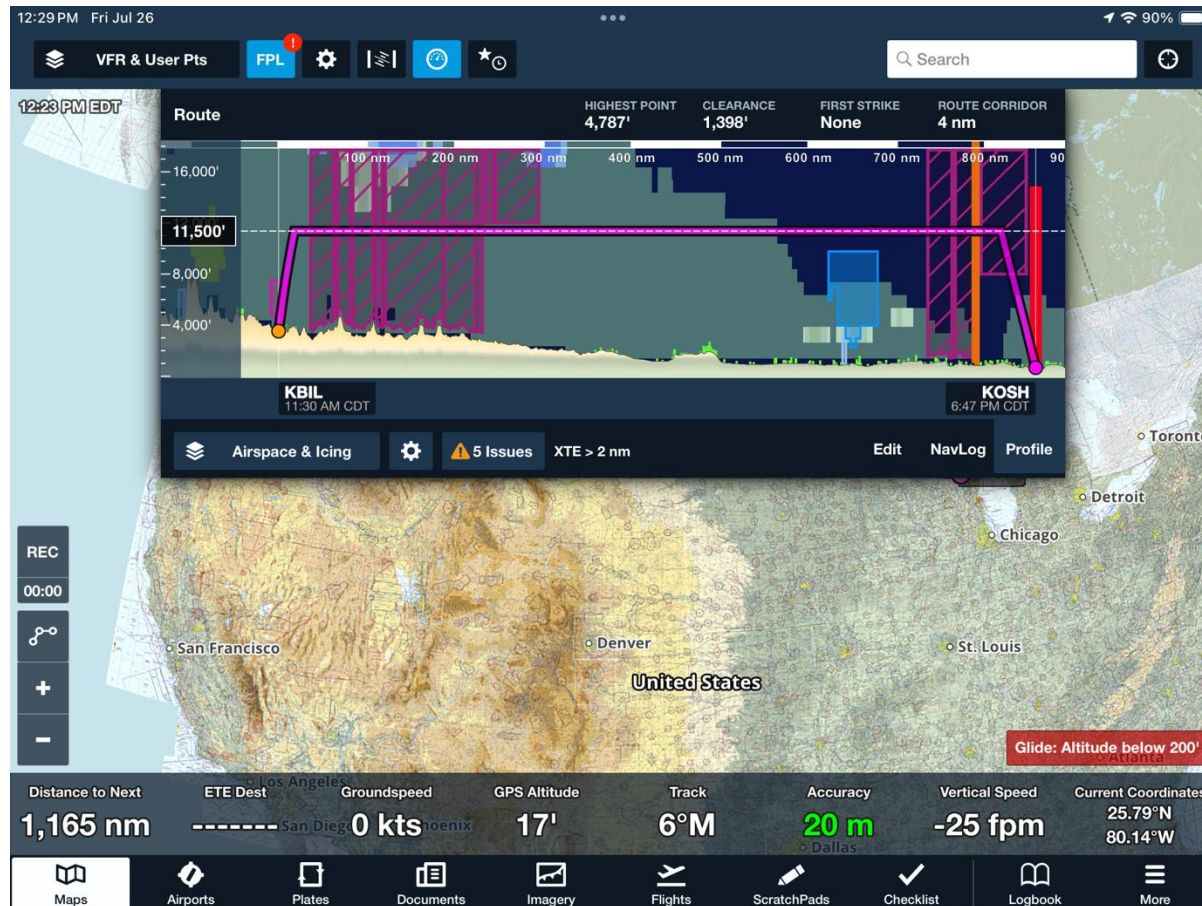 12:29 PM Fri Jul 26
90%
VFR & User Pts
FPL
!
Search
12:23 PM EDT
Route
HIGHEST POINT
4,787'
CLEARANCE
1,398'
FIRST STRIKE
None
ROUTE CORRIDOR
4 nm
100 nm 200 nm 300 nm 400 nm 500 nm 600 nm 700 nm 800 nm 90
16,000'
12,000'
11,500'
8,000'
4,000'
KBIL
11:30 AM CDT
KOSH
6:47 PM CDT
Airspace & Icing
5 Issues
XTE > 2 nm
Edit
NavLog
Profile
Toronto
Detroit
Chicago
REC
00:00
San Francisco
Denver
St. Louis
United States
+
−
Glide: Altitude below 200'
Atlanta
Los Angeles
San Diego
Phoenix
Dallas
Distance to Next
1,165 nm
ETE Dest
-------
Groundspeed
0 kts
GPS Altitude
17'
Track
6°M
Accuracy
20 m
Vertical Speed
-25 fpm
Current Coordinates
25.79°N
80.14°W
Maps
Airports
Plates
Documents
Imagery
Flights
ScratchPads
Checklist
Logbook
More